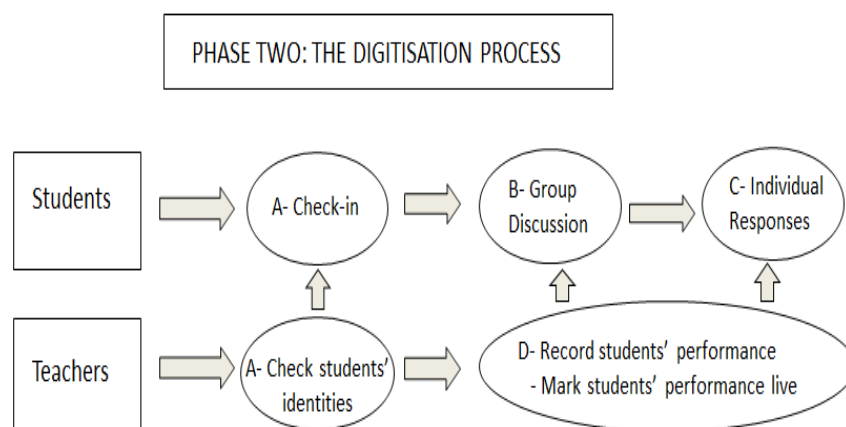 PHASE TWO: THE DIGITISATION PROCESS
Students
A- Check-in
B- Group
Discussion
C- Individual
Responses
Teachers
A- Check students’
identities
D- Record students’ performance
- Mark students’ performance live